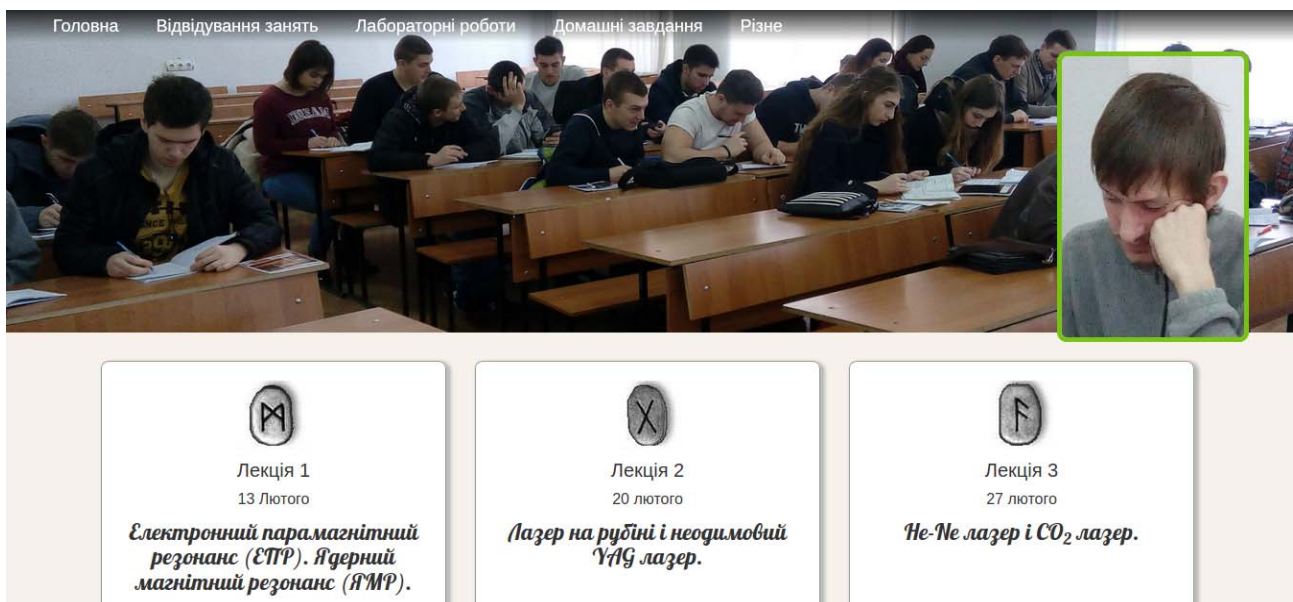 Головна Відвідування занять Лабораторні роботи Домашні завдання Різне
Лекція 1
13 Лютого
Електронний парамагнітний
резонанс (ЕПР). Ядерний
магнітний резонанс (ЯМР).
Лекція 2
20 лютого
Лазер на рубіні і неодимовий
YAG лазер.
Лекція 3
27 лютого
He-Ne лазер і CO₂ лазер.